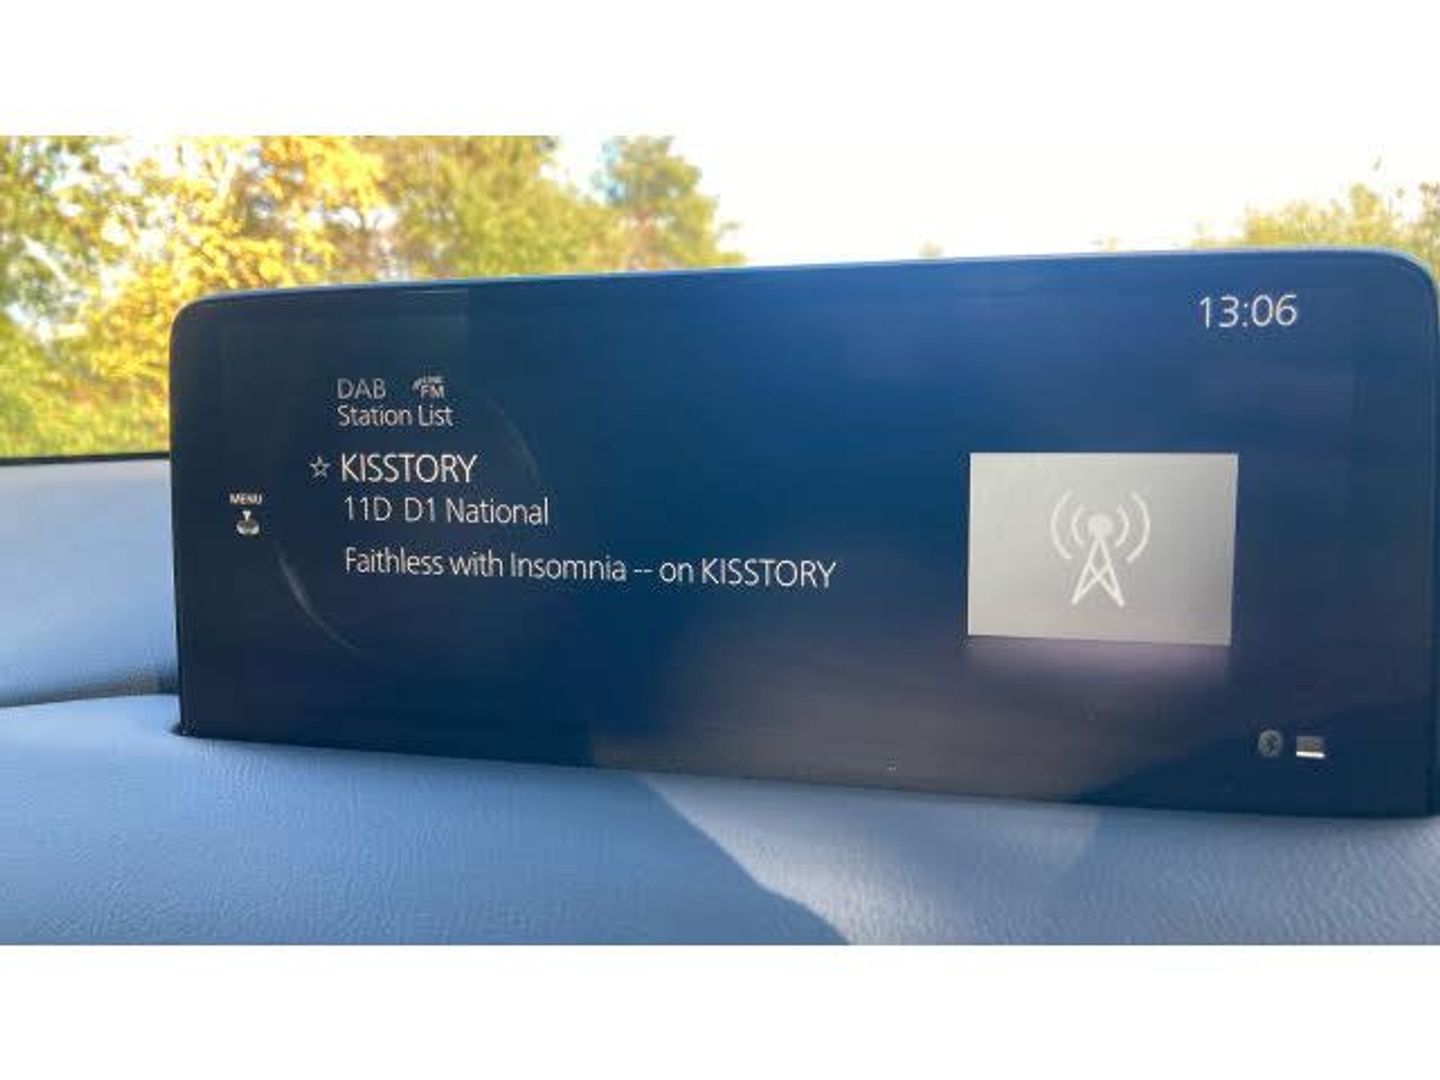 13:06
DAB FM
Station List
☆ KISSTORY
MENU
11D D1 National
Faithless with Insomnia -- on KISSTORY